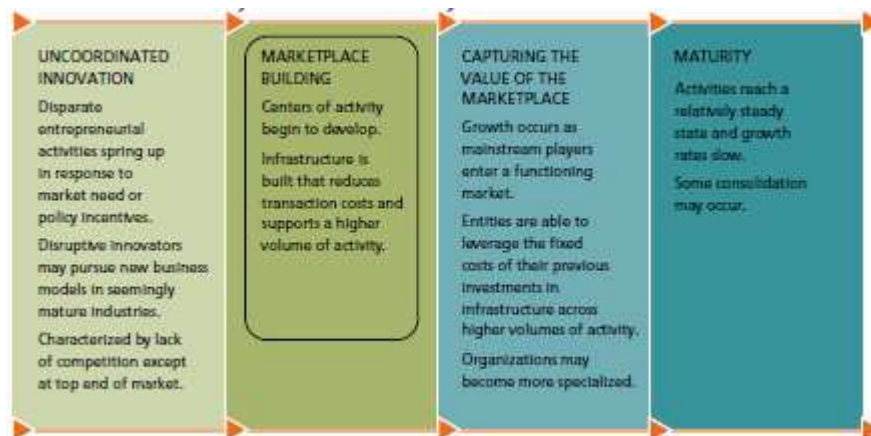 UNCOORDINATED
INNOVATION
Disparate
entrepreneurial
activities spring up
in response to
market need or
policy incentives.
Disruptive innovators
may pursue new business
models in seemingly
mature industries.
Characterized by lack
of competition except
at top end of market.
MARKETPLACE
BUILDING
Centers of activity
begin to develop.
Infrastructure is
built that reduces
transaction costs and
supports a higher
volume of activity.
CAPTURING THE
VALUE OF THE
MARKETPLACE
Growth occurs as
mainstream players
enter a functioning
market.
Entities are able to
leverage the fixed
costs of their previous
investments in
infrastructure across
higher volumes of activity.
Organizations may
become more specialized.
MATURITY
Activities reach a
relatively steady
state and growth
rates slow.
Some consolidation
may occur.